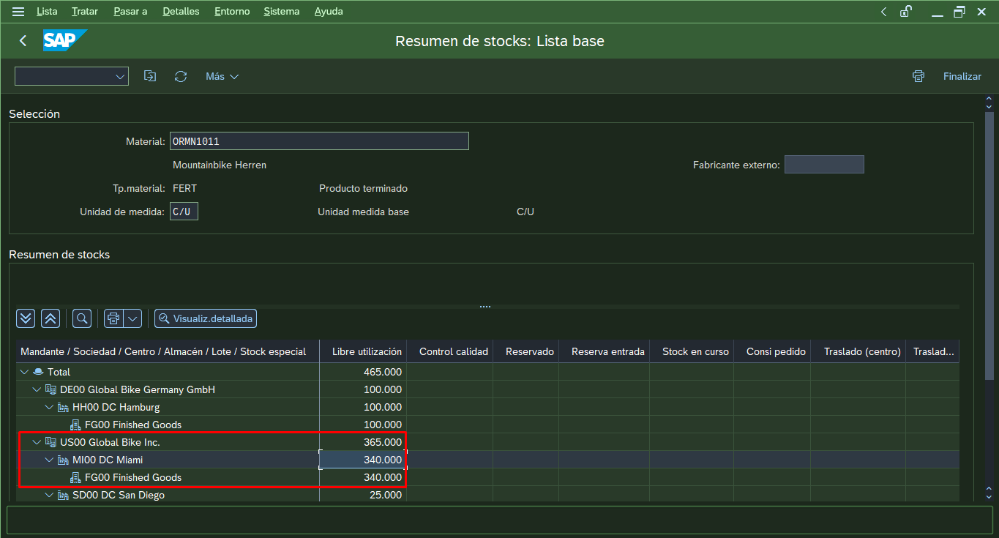 Lista Tratar Pasar a Detalles Entorno Sistema Ayuda
SAP Resumen de stocks: Lista base
Más Finalizar
Selección
Material: ORMN1011
Mountainbike Herren Fabricante externo:
Tp.material: FERT Producto terminado
Unidad de medida: C/U Unidad medida base C/U
Resumen de stocks
Visualiz.detallada
Mandante / Sociedad / Centro / Almacén / Lote / Stock especial Libre utilización Control calidad Reservado Reserva entrada Stock en curso Consi pedido Traslado (centro) Traslad...
Total 465.000
DE00 Global Bike Germany GmbH 100.000
HH00 DC Hamburg 100.000
FG00 Finished Goods 100.000
US00 Global Bike Inc. 365.000
MI00 DC Miami 340.000
FG00 Finished Goods 340.000
SD00 DC San Diego 25.000